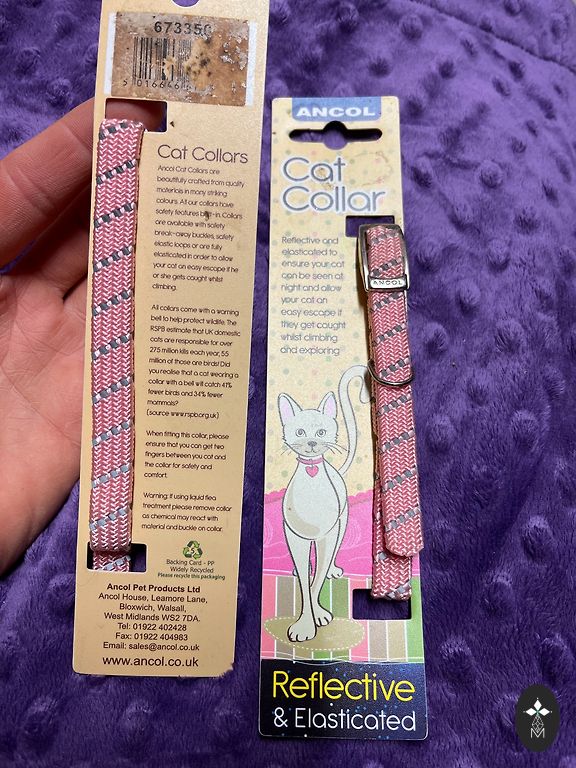 673350
5 016646
Cat Collars
Ancol Cat Collars are
beautifully crafted from quality
materials in many striking
colours. All our collars have
safety features built-in. Collars
are available with safety
break-away buckles, safety
elastic loops or are fully
elasticated in order to allow
your cat an easy escape if he
or she gets caught whilst
climbing.
All collars come with a warning
bell to help protect wildlife. The
RSPB estimate that UK domestic
cats are responsible for over
275 million kills each year, 55
million of those are birds! Did
you realise that a cat wearing a
collar with a bell will catch 41%
fewer birds and 34% fewer
mammals?
(source www.rspb.org.uk)
When fitting this collar, please
ensure that you can get two
fingers between you cat and
the collar for safety and
comfort.
Warning: If using liquid flea
treatment please remove collar
as chemical may react with
material and buckle on collar.
5
Backing Card - PP
Widely Recycled
Please recycle this packaging
Ancol Pet Products Ltd
Ancol House, Leamore Lane,
Bloxwich, Walsall,
West Midlands WS2 7DA.
Tel: 01922 402428
Fax: 01922 404983
Email: sales@ancol.co.uk
www.ancol.co.uk
ANCOL
Cat
Collar
Reflective and
elasticated to
ensure your cat
can be seen at
night and allow
your cat an
easy escape if
they get caught
whilst climbing
and exploring
ANCOL
Reflective
& Elasticated
M